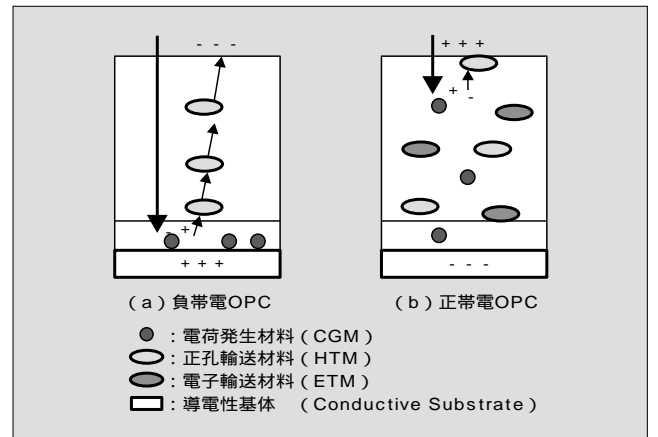 - - -
- +
+ + +
(a)負帯電OPC
+ + +
+ -
- - -
(b)正帯電OPC
:電荷発生材料(CGM)
:正孔輸送材料(HTM)
:電子輸送材料(ETM)
:導電性基体 (Conductive Substrate)